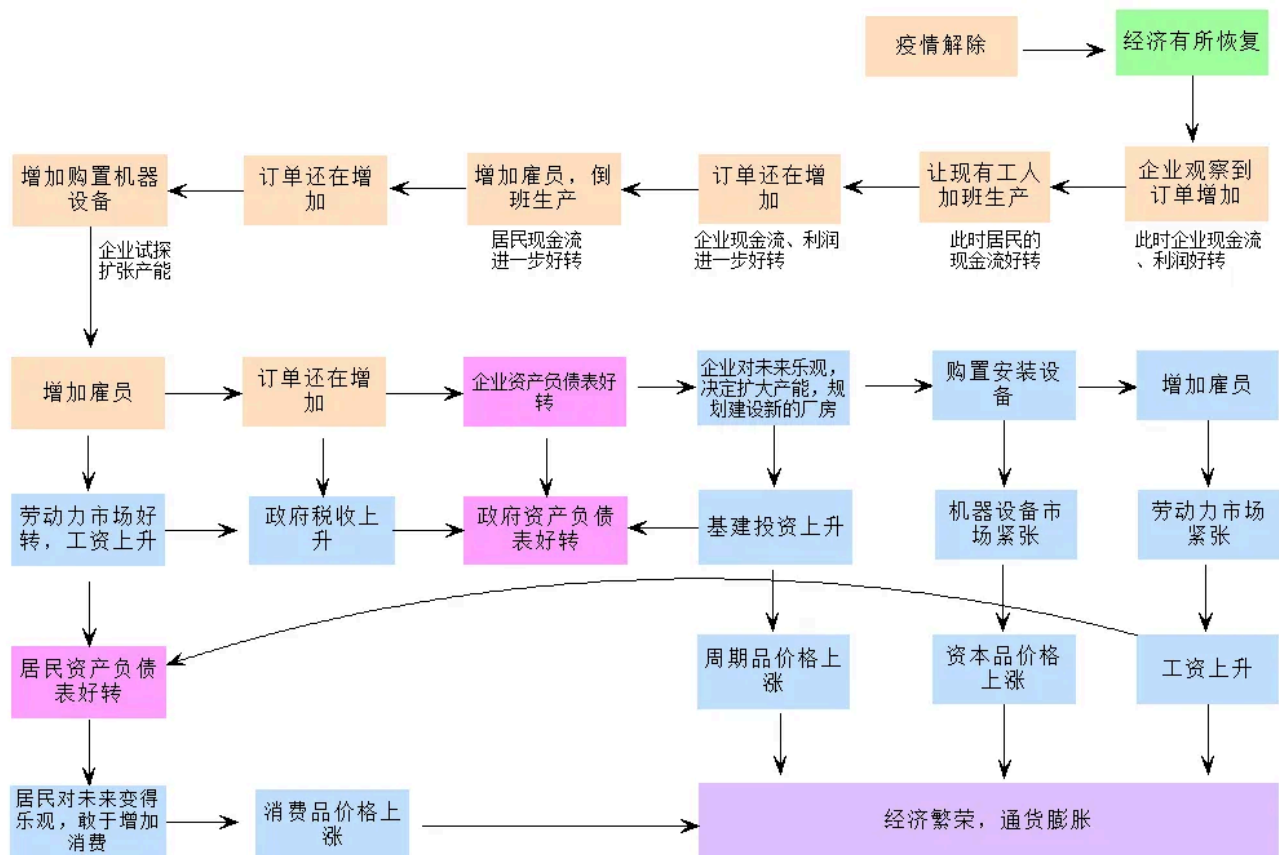 疫情解除
经济有所恢复
增加购置机器
设备
订单还在增
加
增加雇员，倒
班生产
订单还在增
加
让现有工人
加班生产
企业观察到
订单增加
企业试探
扩张产能
居民现金流
进一步好转
企业现金流、利润
进一步好转
此时居民的
现金流好转
此时企业现金流
、利润好转
增加雇员
订单还在增
加
企业资产负债表好
转
企业对未来乐观，
决定扩大产能，规
划建设新的厂房
购置安装设
备
增加雇员
劳动力市场好
转，工资上升
政府税收上
升
政府资产负债
表好转
基建投资上升
机器设备市
场紧张
劳动力市场
紧张
居民资产负债
表好转
周期品价格上
涨
资本品价格
上涨
工资上升
居民对未来变得
乐观，敢于增加
消费
消费品价格上
涨
经济繁荣，通货膨胀